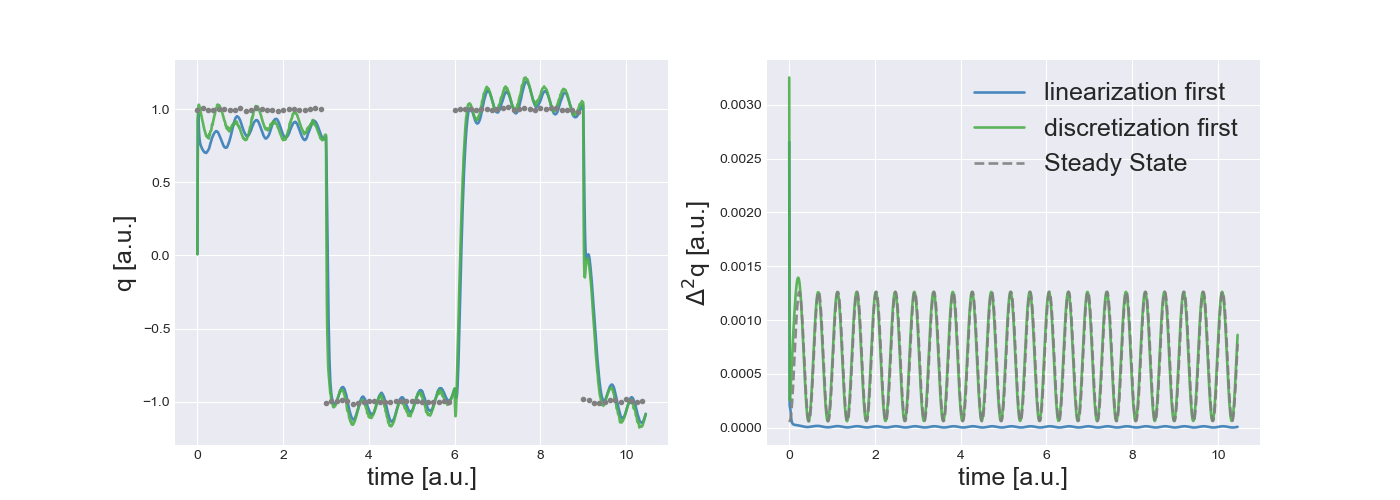 1.0
0.5
0.0
−0.5
−1.0
q [a.u.]
0 2 4 6 8 10
time [a.u.]
0.0030
0.0025
0.0020
0.0015
0.0010
0.0005
0.0000
Δ²q [a.u.]
0 2 4 6 8 10
time [a.u.]
linearization first
discretization first
Steady State